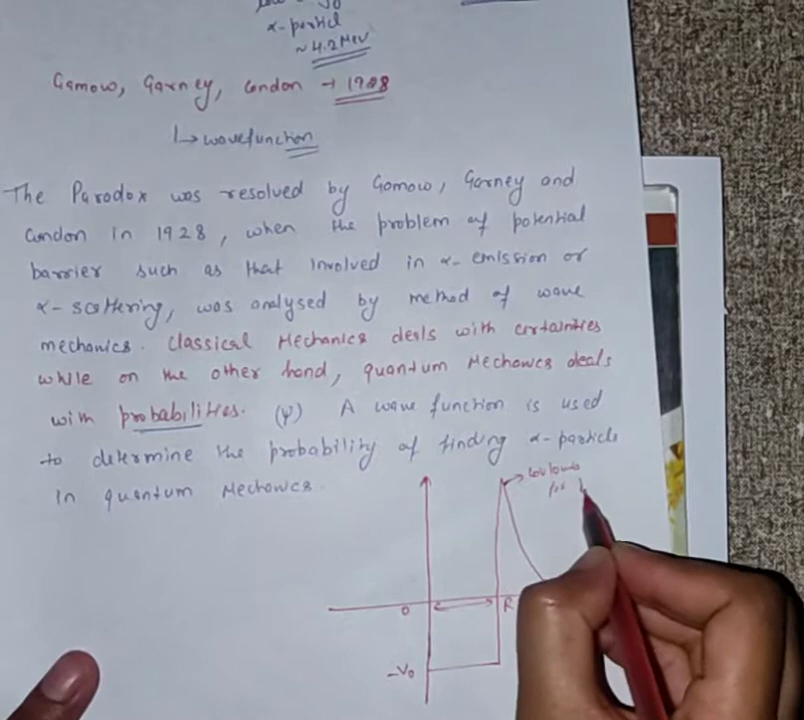 α-particl
~4.2 MeV
Gamow, Garney, Condon → 1928
↳ wavefunction
The Paradox was resolved by Gamow, Garney and
Condon in 1928, when the problem of potential
barrier such as that involved in α-emission or
α-scattering, was analysed by method of wave
mechanics. Classical Mechanics deals with certainties
while on the other hand, quantum Mechanics deals
with probabilities. (ψ) A wave function is used
to determine the probability of finding α-particle
in quantum Mechanics.
Coulomb
0
R
-V₀